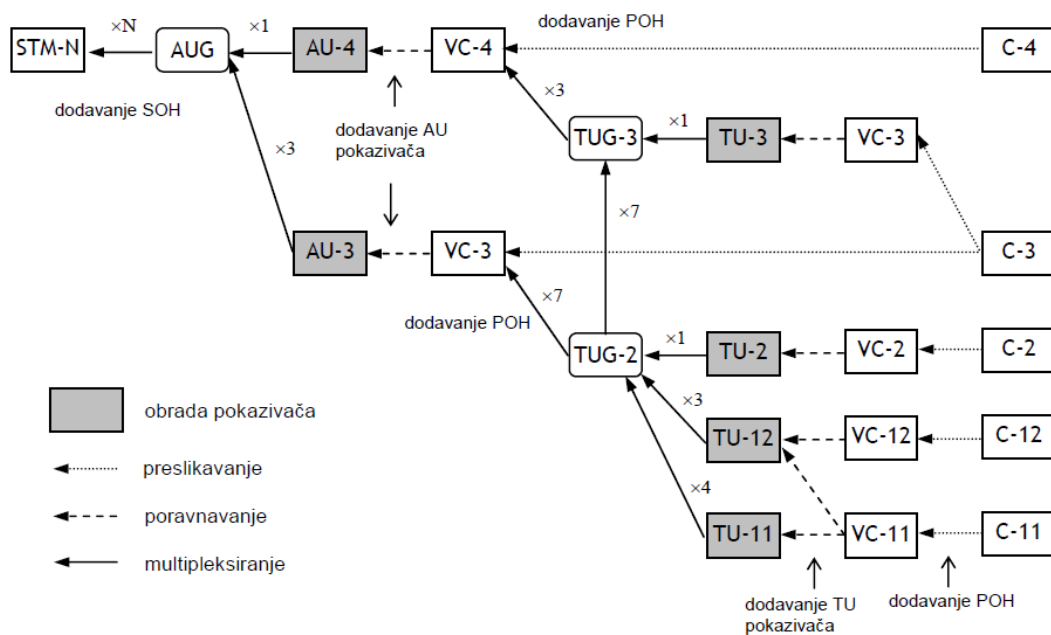 dodavanje POH
×N
×1
STM-N
AUG
AU-4
VC-4
C-4
×3
dodavanje SOH
dodavanje AU
pokazivača
×1
TUG-3
TU-3
VC-3
×3
×7
AU-3
VC-3
C-3
×7
dodavanje POH
×1
TUG-2
TU-2
VC-2
C-2
×3
obrada pokazivača
TU-12
VC-12
C-12
preslikavanje
×4
poravnavanje
TU-11
VC-11
C-11
multipleksiranje
dodavanje TU
pokazivača
dodavanje POH